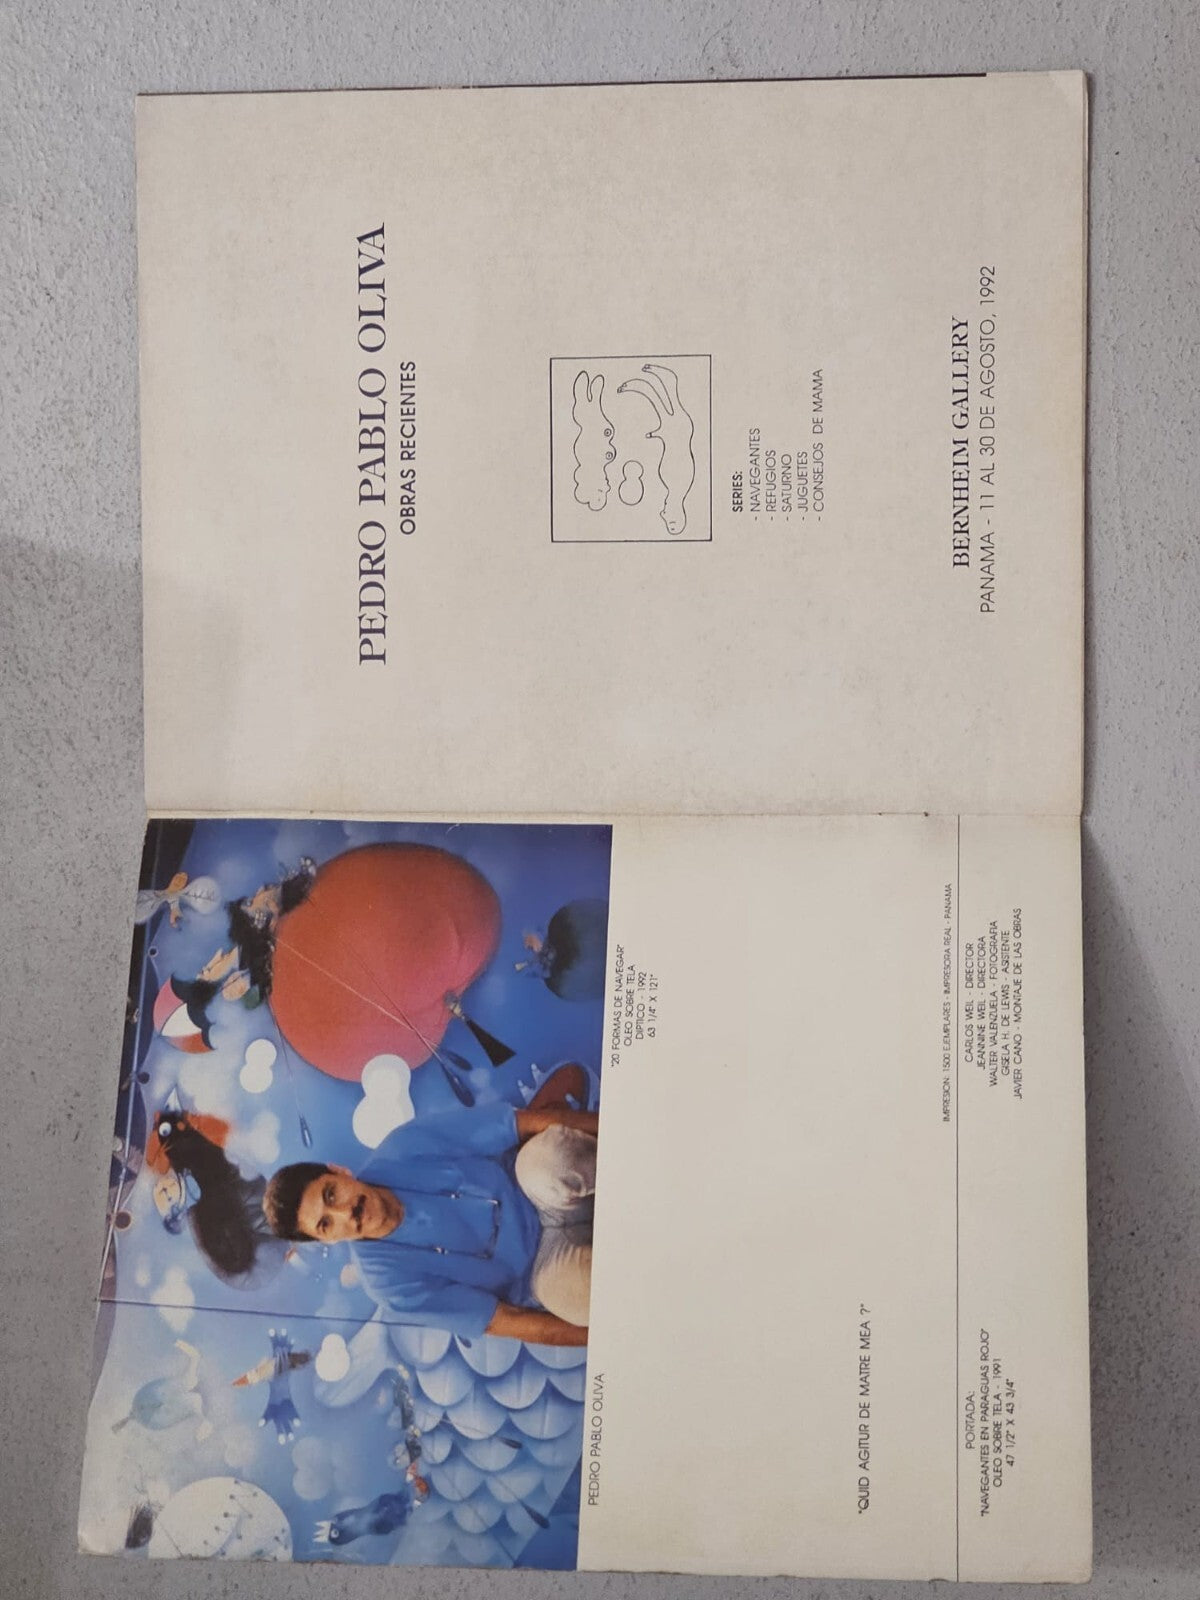 PEDRO PABLO OLIVA
"20 FORMAS DE NAVEGAR"
OLEO SOBRE TELA
DIPTICO - 1992
63 1/4" X 121"
"QUID AGITUR DE MATRE MEA ?"
IMPRESION: 1500 EJEMPLARES - IMPRESORA REAL - PANAMA
PORTADA:
"NAVEGANTES EN PARAGUAS ROJO"
OLEO SOBRE TELA - 1991
47 1/2" X 43 3/4"
CARLOS WEIL - DIRECTOR
JEANNINE WEIL - DIRECTORA
WALTER VALENZUELA - FOTOGRAFIA
GISELA H. DE LEWIS - ASISTENTE
JAVIER CANO - MONTAJE DE LAS OBRAS
PEDRO PABLO OLIVA
OBRAS RECIENTES
SERIES:
- NAVEGANTES
- REFUGIOS
- SATURNO
- JUGUETES
- CONSEJOS DE MAMA
BERNHEIM GALLERY
PANAMA - 11 AL 30 DE AGOSTO, 1992